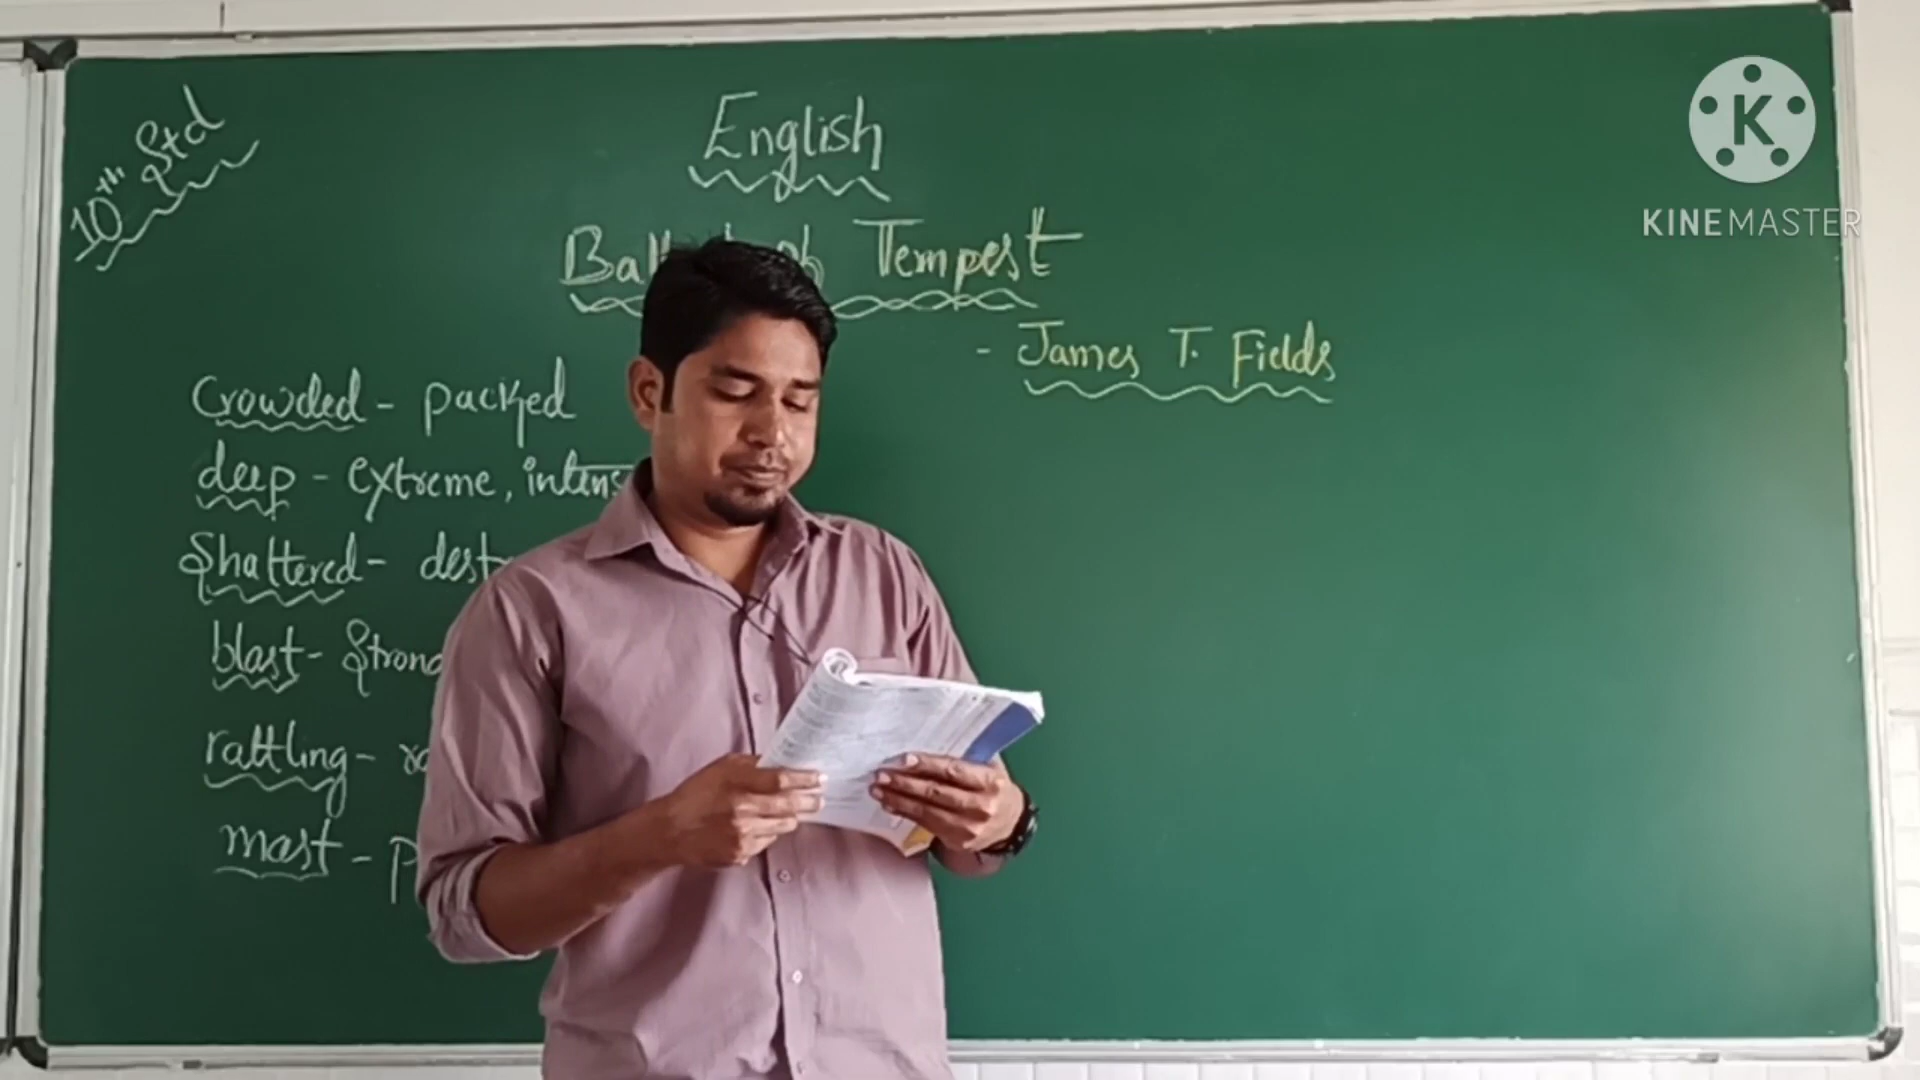 10th Std
English
Tempest
- James T. Fields
Crowded - packed
deep - extreme,
Shattered -
blast -
rattling -
mast -
KINEMASTER